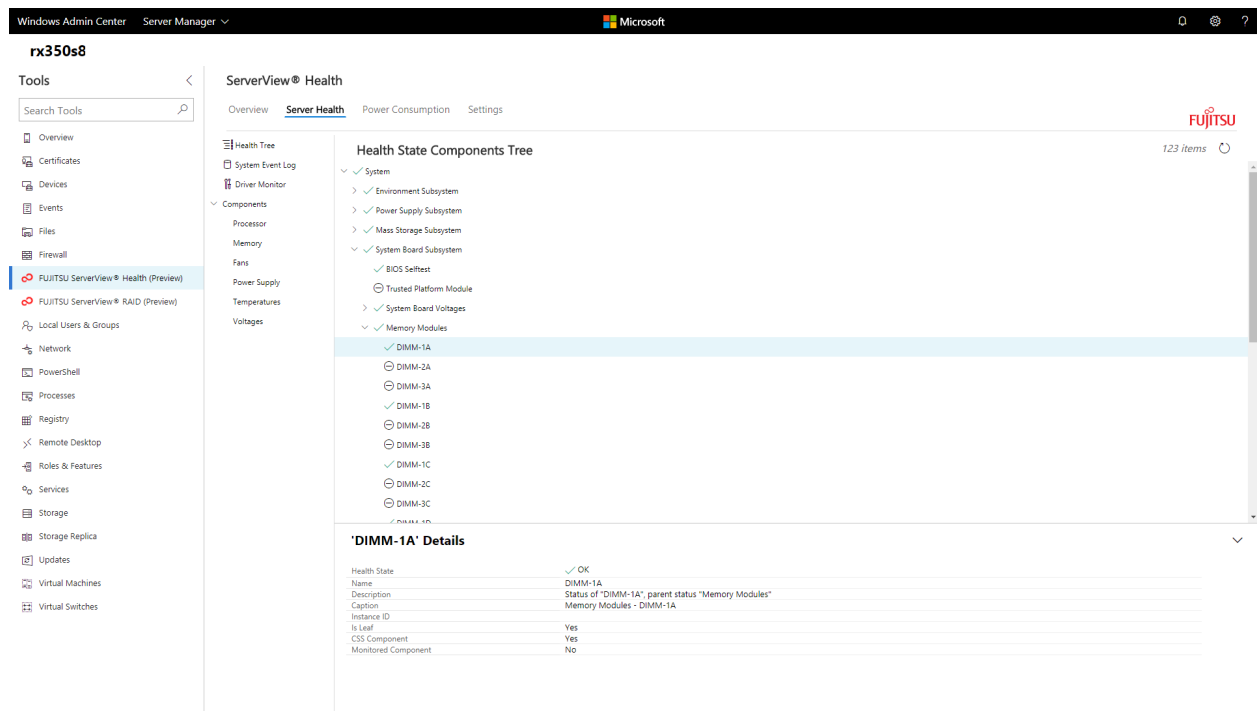 Windows Admin Center Server Manager
Microsoft
?
rx350s8
Tools
Search Tools
Overview
Certificates
Devices
Events
Files
Firewall
FUJITSU ServerView® Health (Preview)
FUJITSU ServerView® RAID (Preview)
Local Users & Groups
Network
PowerShell
Processes
Registry
Remote Desktop
Roles & Features
Services
Storage
Storage Replica
Updates
Virtual Machines
Virtual Switches
ServerView® Health
Overview Server Health Power Consumption Settings
FUJITSU
Health Tree
System Event Log
Driver Monitor
Components
Processor
Memory
Fans
Power Supply
Temperatures
Voltages
Health State Components Tree
123 items
System
Environment Subsystem
Power Supply Subsystem
Mass Storage Subsystem
System Board Subsystem
BIOS Selftest
Trusted Platform Module
System Board Voltages
Memory Modules
DIMM-1A
DIMM-2A
DIMM-3A
DIMM-1B
DIMM-2B
DIMM-3B
DIMM-1C
DIMM-2C
DIMM-3C
DIMM-1D
'DIMM-1A' Details
Health State OK
Name DIMM-1A
Description Status of "DIMM-1A", parent status "Memory Modules"
Caption Memory Modules - DIMM-1A
Instance ID
Is Leaf Yes
CSS Component Yes
Monitored Component No